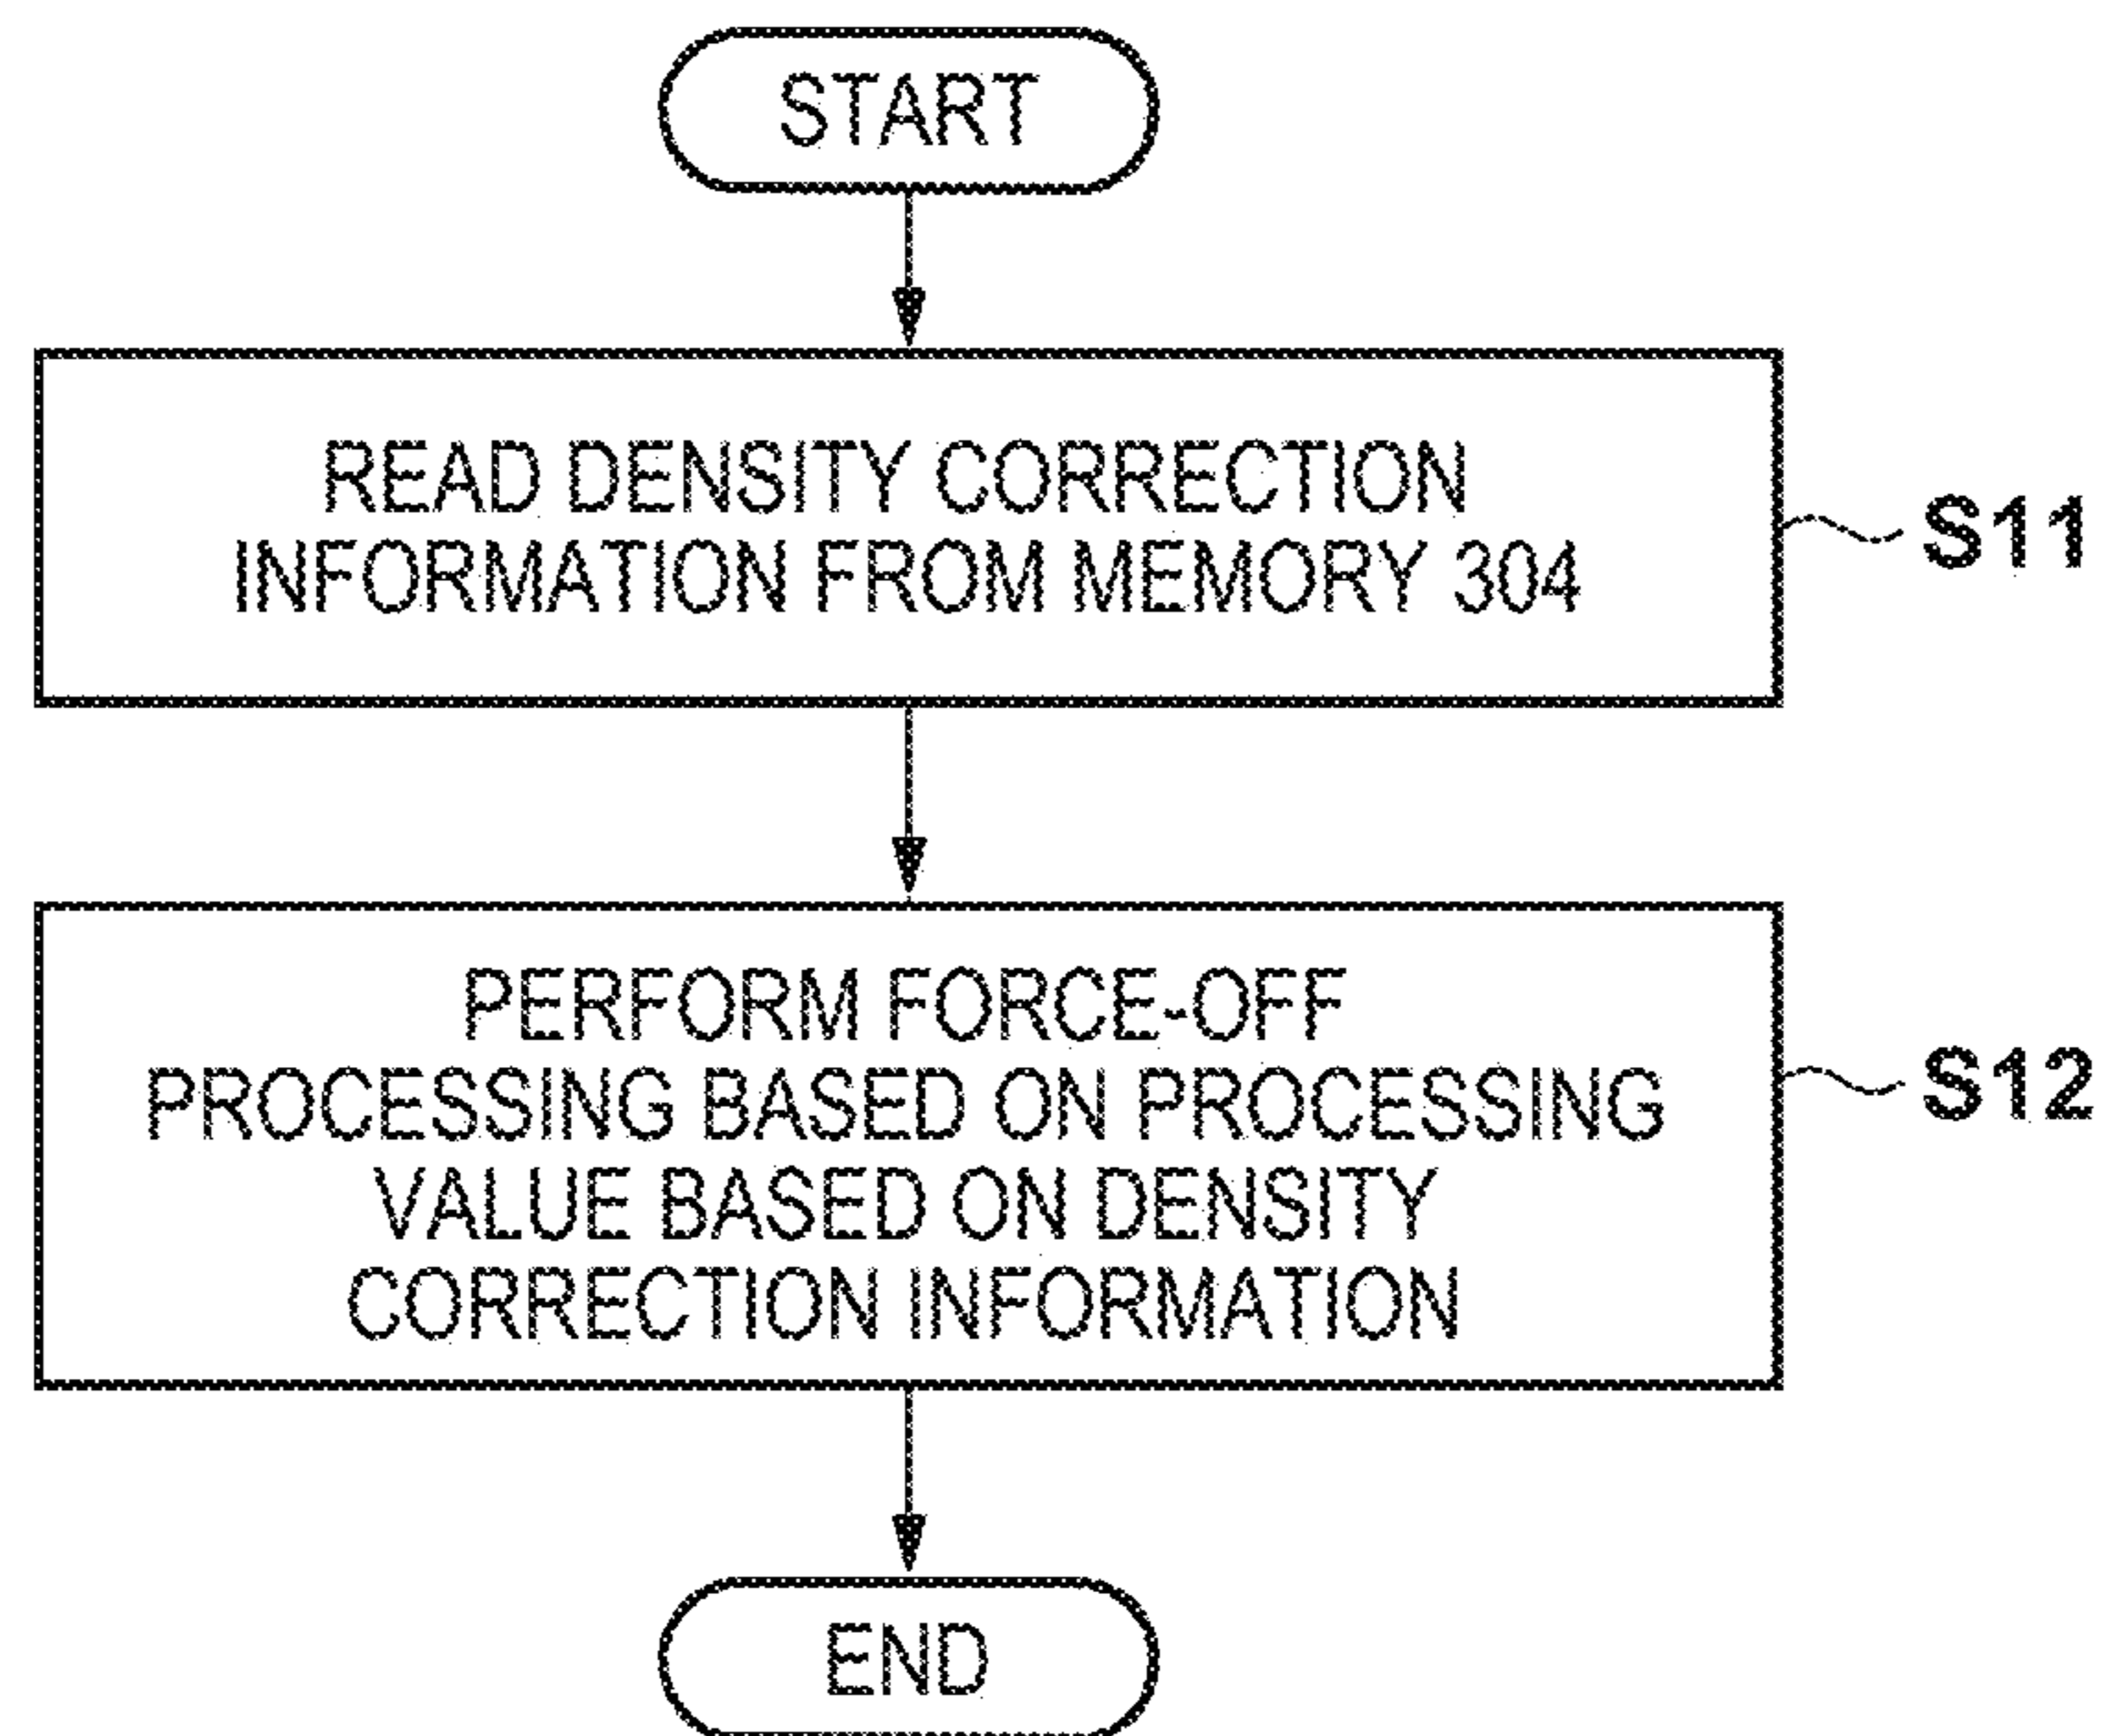 START
READ DENSITY CORRECTION
INFORMATION FROM MEMORY 304
S11
PERFORM FORCE-OFF
PROCESSING BASED ON PROCESSING
VALUE BASED ON DENSITY
CORRECTION INFORMATION
S12
END